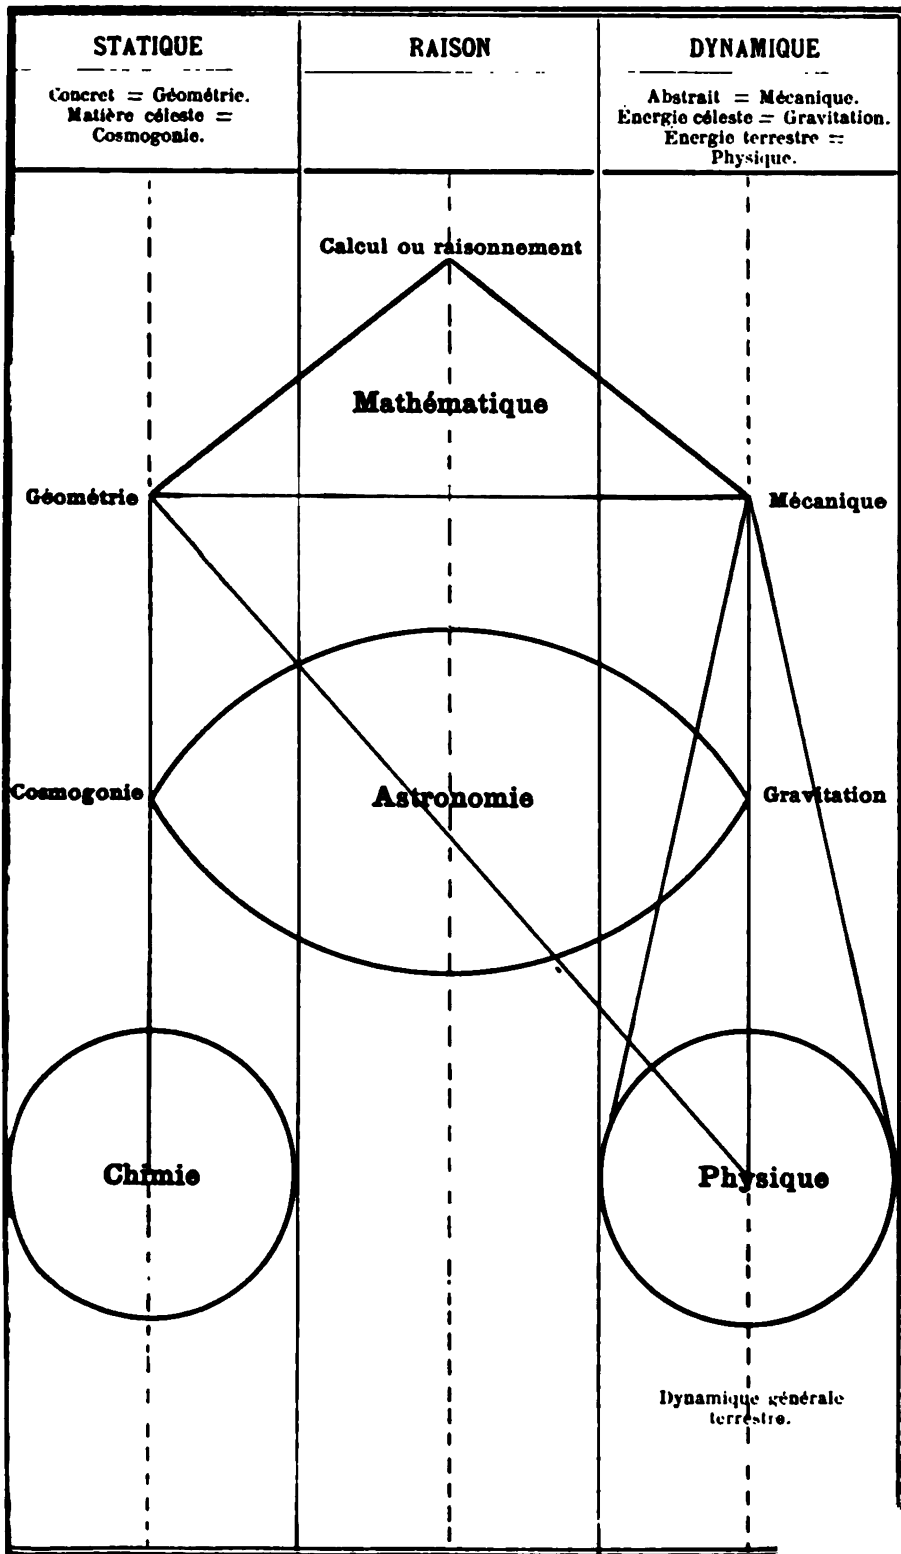 STATIQUE
Concret = Géométrie.
Matière céleste =
Cosmogonie.
RAISON
DYNAMIQUE
Abstrait = Mécanique.
Énergie céleste = Gravitation.
Énergie terrestre =
Physique.
Calcul ou raisonnement
Mathématique
Géométrie
Mécanique
Cosmogonie
Astronomie
Gravitation
Chimie
Physique
Dynamique générale
terrestre.